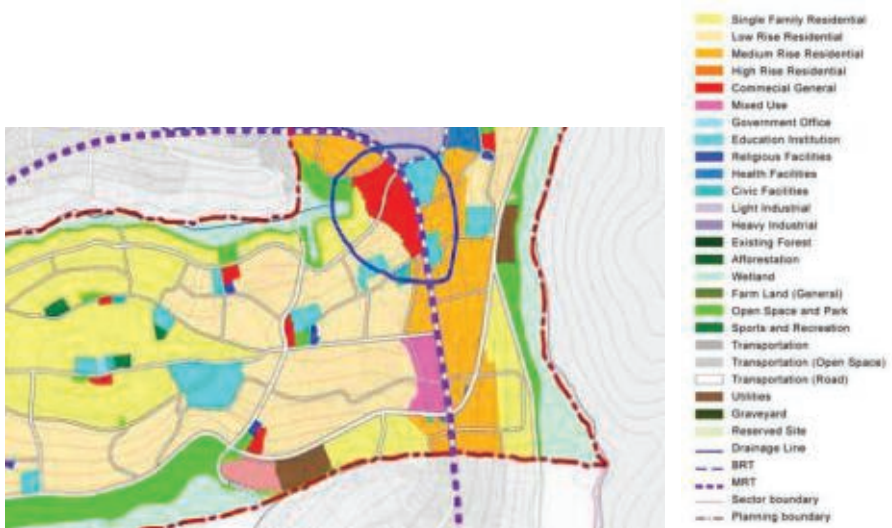 Single Family Residential
Low Rise Residential
Medium Rise Residential
High Rise Residential
Commecial General
Mixed Use
Government Office
Education Institution
Religious Facilities
Health Facilities
Civic Facilities
Light Industrial
Heavy Industrial
Existing Forest
Afforestation
Wetland
Farm Land (General)
Open Space and Park
Sports and Recreation
Transportation
Transportation (Open Space)
Transportation (Road)
Utilities
Graveyard
Reserved Site
Drainage Line
BRT
MRT
Sector boundary
Planning boundary